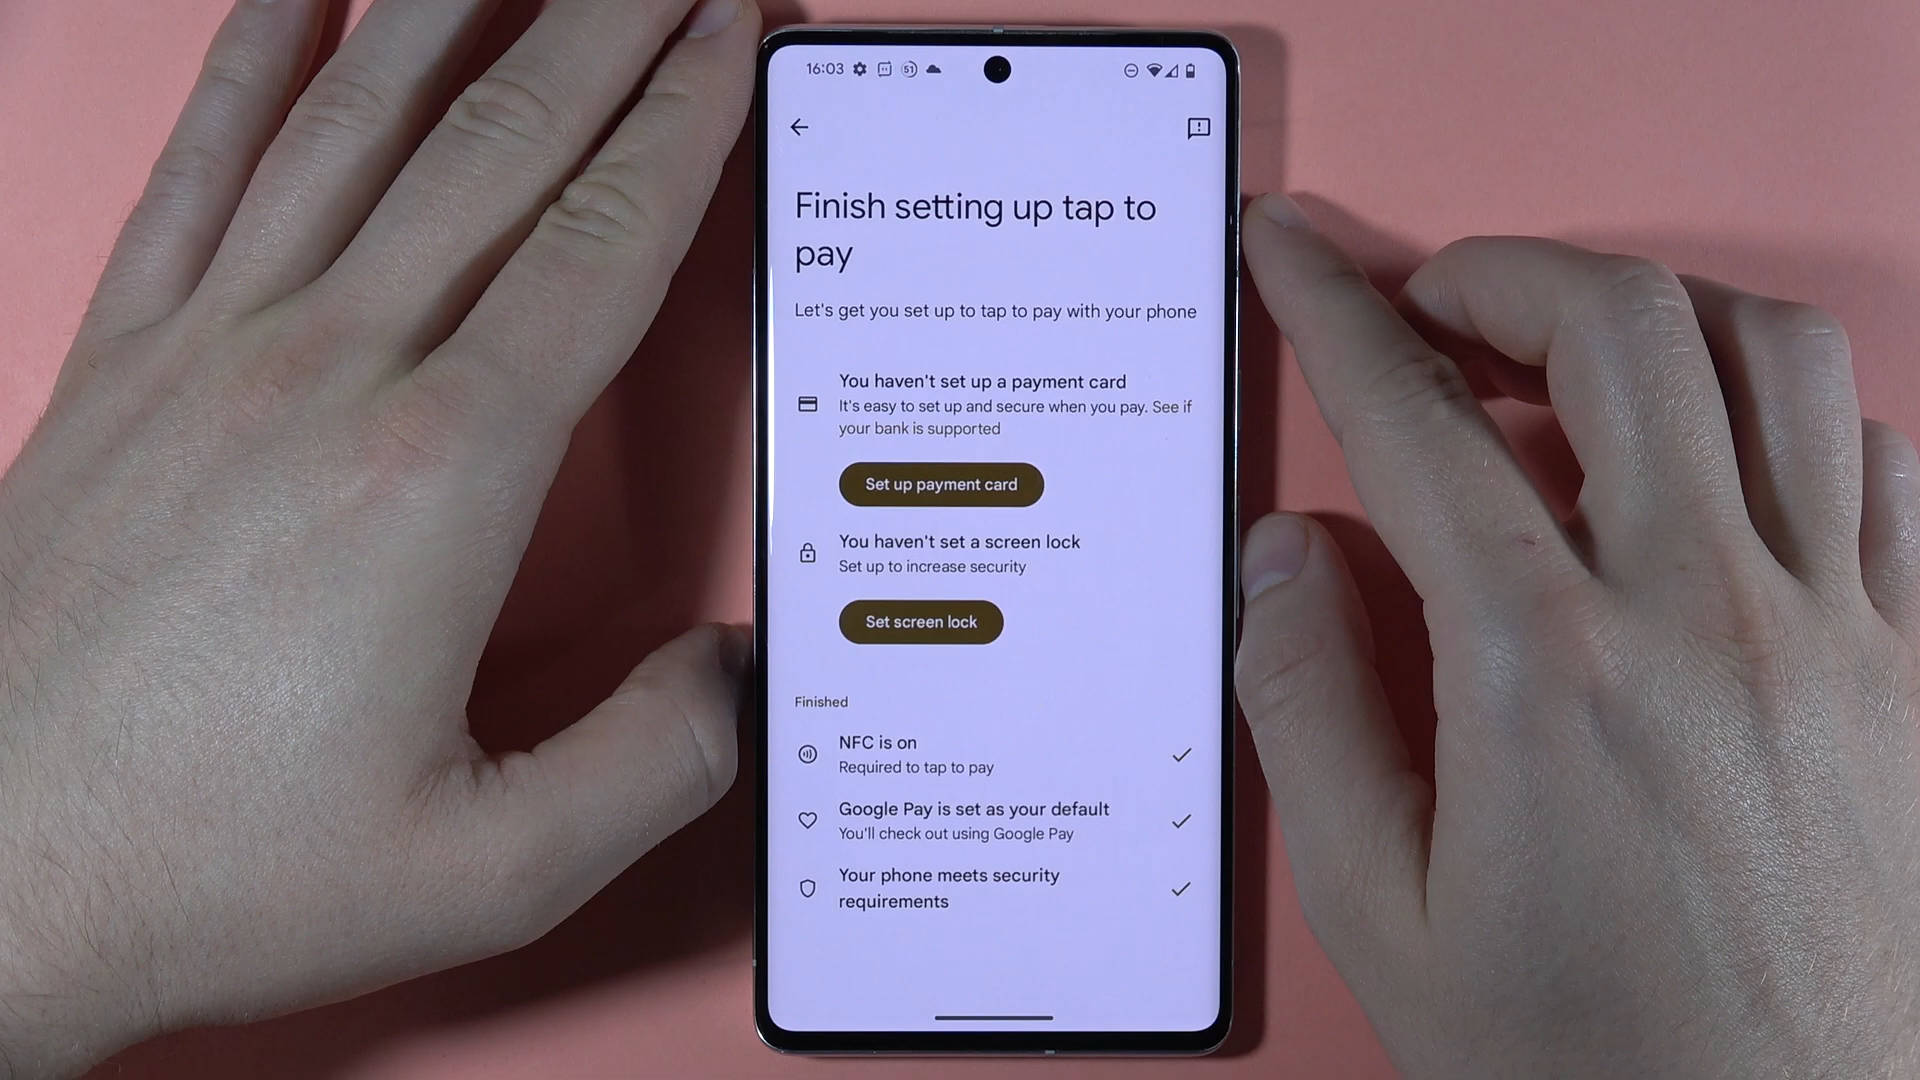 16:03 51
Finish setting up tap to
pay
Let's get you set up to tap to pay with your phone
You haven't set up a payment card
It's easy to set up and secure when you pay. See if
your bank is supported
Set up payment card
You haven't set a screen lock
Set up to increase security
Set screen lock
Finished
NFC is on
Required to tap to pay
Google Pay is set as your default
You'll check out using Google Pay
Your phone meets security
requirements